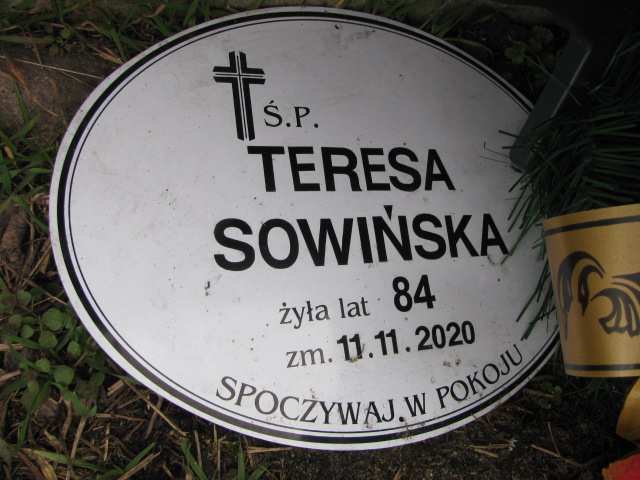 Ś.P.
TERESA
SOWIŃSKA
żyła lat 84
zm. 11.11.2020
SPOCZYWAJ.W POKOJU